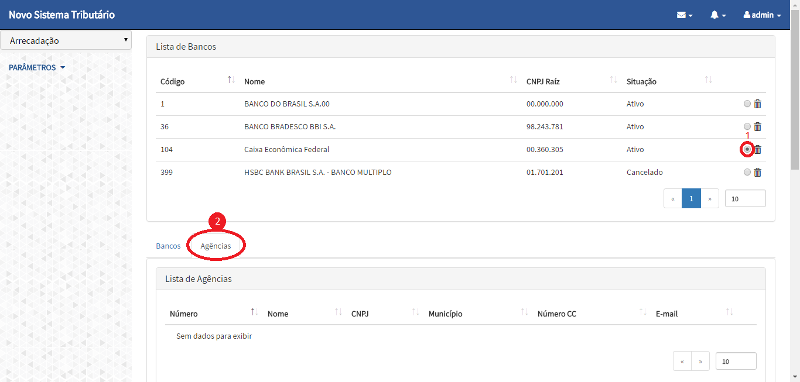 Novo Sistema Tributário
admin
Arrecadação
PARÂMETROS
Lista de Bancos
Código Nome CNPJ Raiz Situação
1 BANCO DO BRASIL S.A.00 00.000.000 Ativo
36 BANCO BRADESCO BBI S.A. 98.243.781 Ativo
1
104 Caixa Econômica Federal 00.360.305 Ativo
399 HSBC BANK BRASIL S.A. - BANCO MULTIPLO 01.701.201 Cancelado
« 1 » 10
2
Bancos Agências
Lista de Agências
Número Nome CNPJ Município Número CC E-mail
Sem dados para exibir
« » 10